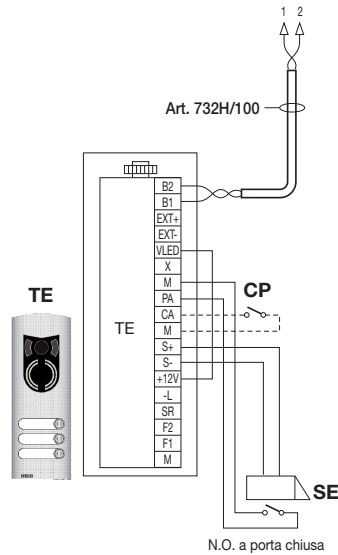 1 2
Art. 732H/100
B2
B1
EXT+
EXT-
VLED
X
M
PA
CA
M
S+
S-
+12V
-L
SR
F2
F1
M
TE
TE
CP
SE
N.O. a porta chiusa